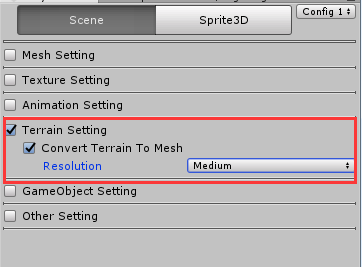 Scene Sprite3D Config 1
Mesh Setting
Texture Setting
Animation Setting
Terrain Setting
Convert Terrain To Mesh
Resolution Medium
GameObject Setting
Other Setting